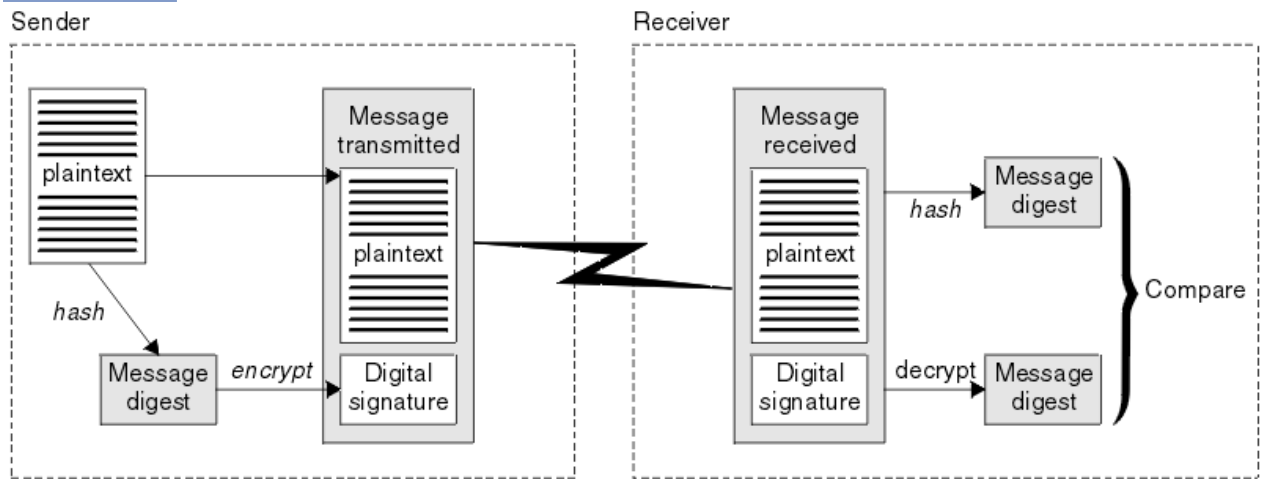 Sender
plaintext
hash
Message
digest
encrypt
Message
transmitted
plaintext
Digital
signature
Receiver
Message
received
plaintext
Digital
signature
hash
Message
digest
decrypt
Message
digest
Compare